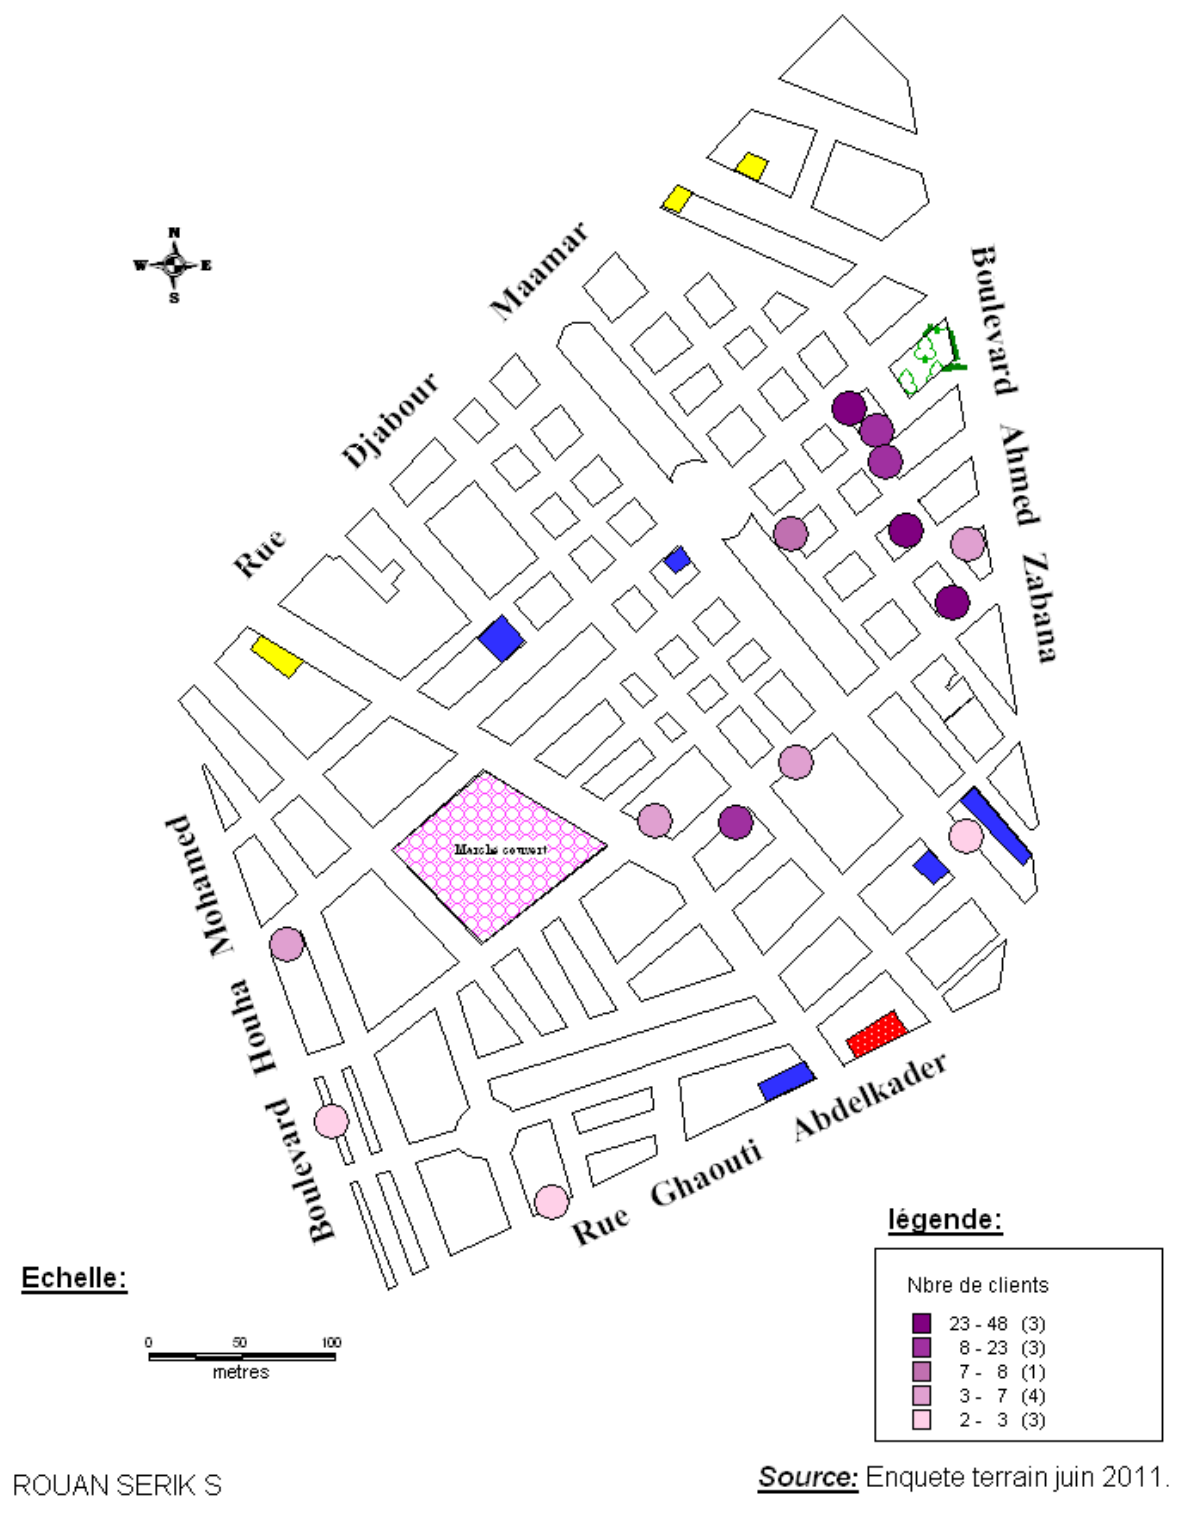 N
W E
S
Rue Djabour Maamar
Boulevard Ahmed Zabana
Marché couvert
Boulevard Houha Mohamed
Rue Ghaouti Abdelkader
légende:
Nbre de clients
23 - 48 (3)
8 - 23 (3)
7 - 8 (1)
3 - 7 (4)
2 - 3 (3)
Echelle:
0 50 100
metres
ROUAN SERIK S
Source: Enquete terrain juin 2011.